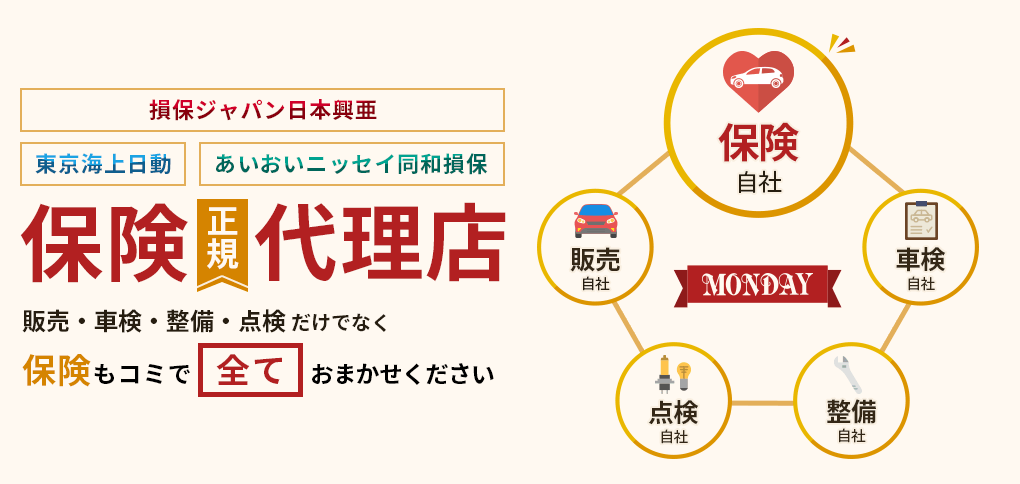 損保ジャパン日本興亜
東京海上日動
あいおいニッセイ同和損保
保険正規代理店
販売・車検・整備・点検だけでなく
保険もコミで全ておまかせください
保険
自社
販売
自社
車検
自社
MONDAY
点検
自社
整備
自社